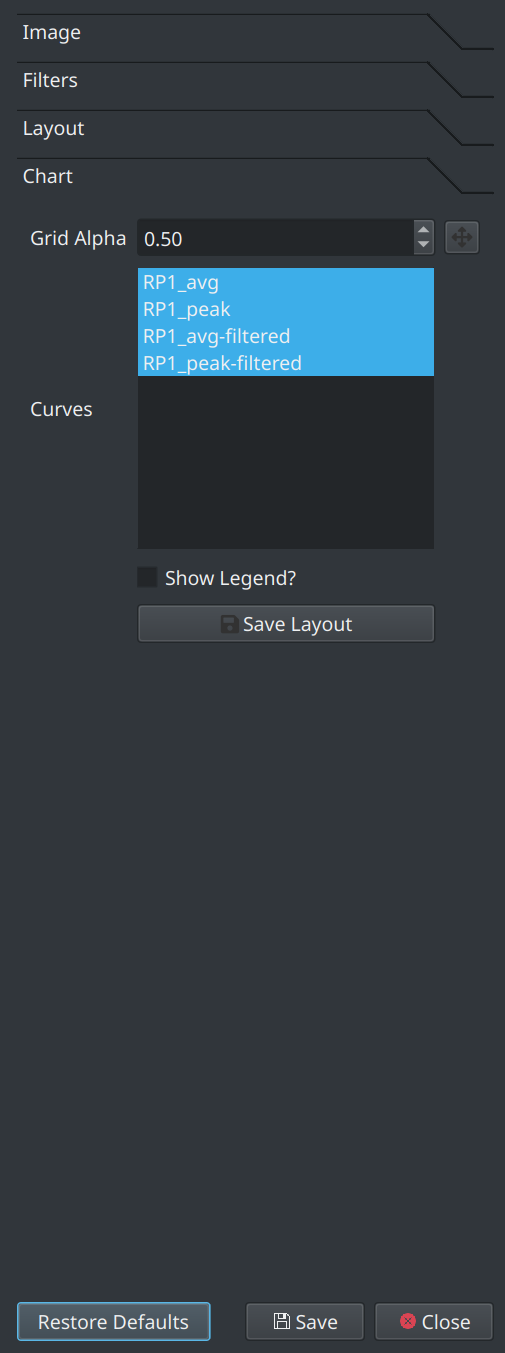 Image
Filters
Layout
Chart
Grid Alpha 0.50
RP1_avg
RP1_peak
RP1_avg-filtered
RP1_peak-filtered
Curves
Show Legend?
Save Layout
Restore Defaults Save Close